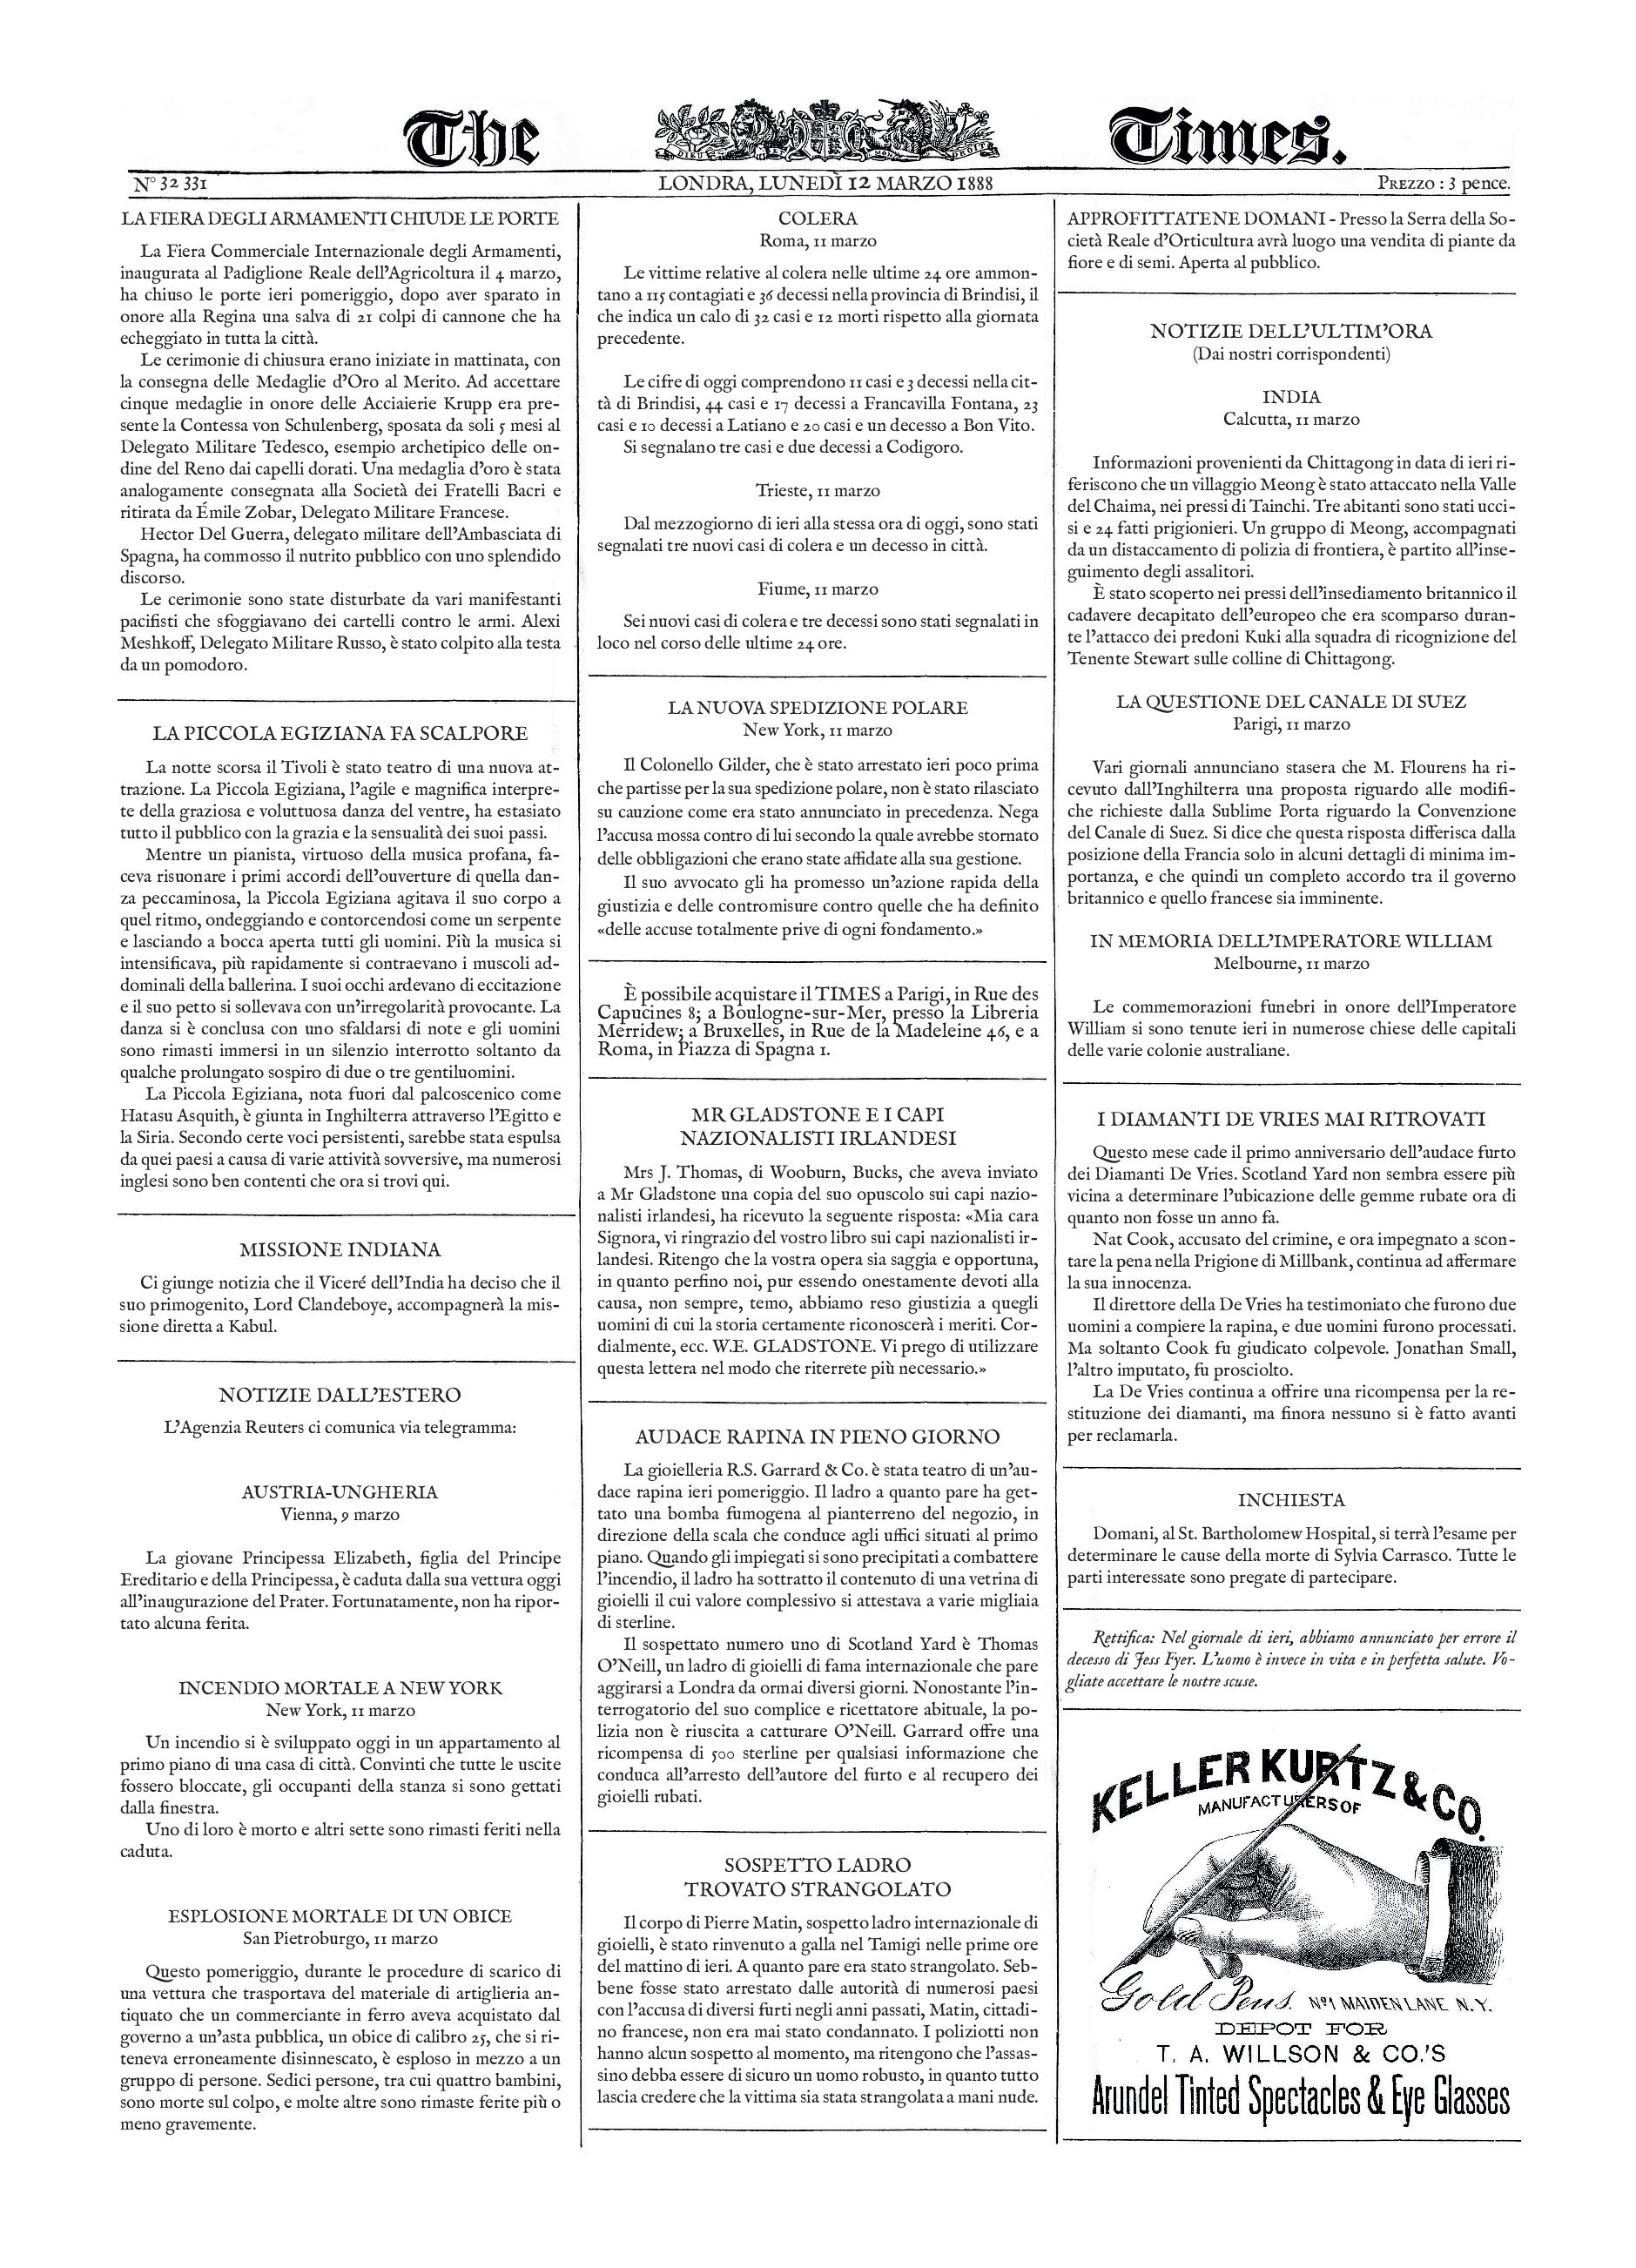 The Times.
DIEU ET MON DROIT
N° 32 331
LONDRA, LUNEDÌ 12 MARZO 1888
PREZZO : 3 pence.
LA FIERA DEGLI ARMAMENTI CHIUDE LE PORTE
La Fiera Commerciale Internazionale degli Armamenti,
inaugurata al Padiglione Reale dell'Agricoltura il 4 marzo,
ha chiuso le porte ieri pomeriggio, dopo aver sparato in
onore alla Regina una salva di 21 colpi di cannone che ha
echeggiato in tutta la città.
Le cerimonie di chiusura erano iniziate in mattinata, con
la consegna delle Medaglie d'Oro al Merito. Ad accettare
cinque medaglie in onore delle Acciaierie Krupp era pre-
sente la Contessa von Schulenberg, sposata da soli 5 mesi al
Delegato Militare Tedesco, esempio archetipico delle on-
dine del Reno dai capelli dorati. Una medaglia d'oro è stata
analogamente consegnata alla Società dei Fratelli Bacri e
ritirata da Émile Zobar, Delegato Militare Francese.
Hector Del Guerra, delegato militare dell'Ambasciata di
Spagna, ha commosso il nutrito pubblico con uno splendido
discorso.
Le cerimonie sono state disturbate da vari manifestanti
pacifisti che sfoggiavano dei cartelli contro le armi. Alexi
Meshkoff, Delegato Militare Russo, è stato colpito alla testa
da un pomodoro.
LA PICCOLA EGIZIANA FA SCALPORE
La notte scorsa il Tivoli è stato teatro di una nuova at-
trazione. La Piccola Egiziana, l'agile e magnifica interpre-
te della graziosa e voluttuosa danza del ventre, ha estasiato
tutto il pubblico con la grazia e la sensualità dei suoi passi.
Mentre un pianista, virtuoso della musica profana, fa-
ceva risuonare i primi accordi dell'ouverture di quella dan-
za peccaminosa, la Piccola Egiziana agitava il suo corpo a
quel ritmo, ondeggiando e contorcendosi come un serpente
e lasciando a bocca aperta tutti gli uomini. Più la musica si
intensificava, più rapidamente si contraevano i muscoli ad-
dominali della ballerina. I suoi occhi ardevano di eccitazione
e il suo petto si sollevava con un'irregolarità provocante. La
danza si è conclusa con uno sfaldarsi di note e gli uomini
sono rimasti immersi in un silenzio interrotto soltanto da
qualche prolungato sospiro di due o tre gentiluomini.
La Piccola Egiziana, nota fuori dal palcoscenico come
Hatasu Asquith, è giunta in Inghilterra attraverso l'Egitto e
la Siria. Secondo certe voci persistenti, sarebbe stata espulsa
da quei paesi a causa di varie attività sovversive, ma numerosi
inglesi sono ben contenti che ora si trovi qui.
MISSIONE INDIANA
Ci giunge notizia che il Viceré dell'India ha deciso che il
suo primogenito, Lord Clandeboye, accompagnerà la mis-
sione diretta a Kabul.
NOTIZIE DALL'ESTERO
L'Agenzia Reuters ci comunica via telegramma:
AUSTRIA-UNGHERIA
Vienna, 9 marzo
La giovane Principessa Elizabeth, figlia del Principe
Ereditario e della Principessa, è caduta dalla sua vettura oggi
all'inaugurazione del Prater. Fortunatamente, non ha ripor-
tato alcuna ferita.
INCENDIO MORTALE A NEW YORK
New York, 11 marzo
Un incendio si è sviluppato oggi in un appartamento al
primo piano di una casa di città. Convinti che tutte le uscite
fossero bloccate, gli occupanti della stanza si sono gettati
dalla finestra.
Uno di loro è morto e altri sette sono rimasti feriti nella
caduta.
ESPLOSIONE MORTALE DI UN OBICE
San Pietroburgo, 11 marzo
Questo pomeriggio, durante le procedure di scarico di
una vettura che trasportava del materiale di artiglieria an-
tiquato che un commerciante in ferro aveva acquistato dal
governo a un'asta pubblica, un obice di calibro 25, che si ri-
teneva erroneamente disinnescato, è esploso in mezzo a un
gruppo di persone. Sedici persone, tra cui quattro bambini,
sono morte sul colpo, e molte altre sono rimaste ferite più o
meno gravemente.
COLERA
Roma, 11 marzo
Le vittime relative al colera nelle ultime 24 ore ammon-
tano a 115 contagiati e 36 decessi nella provincia di Brindisi, il
che indica un calo di 32 casi e 12 morti rispetto alla giornata
precedente.
Le cifre di oggi comprendono 11 casi e 3 decessi nella cit-
tà di Brindisi, 44 casi e 17 decessi a Francavilla Fontana, 23
casi e 10 decessi a Latiano e 20 casi e un decesso a Bon Vito.
Si segnalano tre casi e due decessi a Codigoro.
Trieste, 11 marzo
Dal mezzogiorno di ieri alla stessa ora di oggi, sono stati
segnalati tre nuovi casi di colera e un decesso in città.
Fiume, 11 marzo
Sei nuovi casi di colera e tre decessi sono stati segnalati in
loco nel corso delle ultime 24 ore.
LA NUOVA SPEDIZIONE POLARE
New York, 11 marzo
Il Colonello Gilder, che è stato arrestato ieri poco prima
che partisse per la sua spedizione polare, non è stato rilasciato
su cauzione come era stato annunciato in precedenza. Nega
l'accusa mossa contro di lui secondo la quale avrebbe stornato
delle obbligazioni che erano state affidate alla sua gestione.
Il suo avvocato gli ha promesso un'azione rapida della
giustizia e delle contromisure contro quelle che ha definito
«delle accuse totalmente prive di ogni fondamento.»
È possibile acquistare il TIMES a Parigi, in Rue des
Capucines 8; a Boulogne-sur-Mer, presso la Libreria
Merridew; a Bruxelles, in Rue de la Madeleine 46, e a
Roma, in Piazza di Spagna 1.
MR GLADSTONE E I CAPI
NAZIONALISTI IRLANDESI
Mrs J. Thomas, di Wooburn, Bucks, che aveva inviato
a Mr Gladstone una copia del suo opuscolo sui capi nazio-
nalisti irlandesi, ha ricevuto la seguente risposta: «Mia cara
Signora, vi ringrazio del vostro libro sui capi nazionalisti ir-
landesi. Ritengo che la vostra opera sia saggia e opportuna,
in quanto perfino noi, pur essendo onestamente devoti alla
causa, non sempre, temo, abbiamo reso giustizia a quegli
uomini di cui la storia certamente riconoscerà i meriti. Cor-
dialmente, ecc. W.E. GLADSTONE. Vi prego di utilizzare
questa lettera nel modo che riterrete più necessario.»
AUDACE RAPINA IN PIENO GIORNO
La gioielleria R.S. Garrard & Co. è stata teatro di un'au-
dace rapina ieri pomeriggio. Il ladro a quanto pare ha get-
tato una bomba fumogena al pianterreno del negozio, in
direzione della scala che conduce agli uffici situati al primo
piano. Quando gli impiegati si sono precipitati a combattere
l'incendio, il ladro ha sottratto il contenuto di una vetrina di
gioielli il cui valore complessivo si attestava a varie migliaia
di sterline.
Il sospettato numero uno di Scotland Yard è Thomas
O'Neill, un ladro di gioielli di fama internazionale che pare
aggirarsi a Londra da ormai diversi giorni. Nonostante l'in-
terrogatorio del suo complice e ricettatore abituale, la po-
lizia non è riuscita a catturare O'Neill. Garrard offre una
ricompensa di 500 sterline per qualsiasi informazione che
conduca all'arresto dell'autore del furto e al recupero dei
gioielli rubati.
SOSPETTO LADRO
TROVATO STRANGOLATO
Il corpo di Pierre Matin, sospetto ladro internazionale di
gioielli, è stato rinvenuto a galla nel Tamigi nelle prime ore
del mattino di ieri. A quanto pare era stato strangolato. Seb-
bene fosse stato arrestato dalle autorità di numerosi paesi
con l'accusa di diversi furti negli anni passati, Matin, cittadi-
no francese, non era mai stato condannato. I poliziotti non
hanno alcun sospetto al momento, ma ritengono che l'assas-
sino debba essere di sicuro un uomo robusto, in quanto tutto
lascia credere che la vittima sia stata strangolata a mani nude.
APPROFITTATENE DOMANI - Presso la Serra della So-
cietà Reale d'Orticultura avrà luogo una vendita di piante da
fiore e di semi. Aperta al pubblico.
NOTIZIE DELL'ULTIM'ORA
(Dai nostri corrispondenti)
INDIA
Calcutta, 11 marzo
Informazioni provenienti da Chittagong in data di ieri ri-
feriscono che un villaggio Meong è stato attaccato nella Valle
del Chaima, nei pressi di Tainchi. Tre abitanti sono stati ucci-
si e 24 fatti prigionieri. Un gruppo di Meong, accompagnati
da un distaccamento di polizia di frontiera, è partito all'inse-
guimento degli assalitori.
È stato scoperto nei pressi dell'insediamento britannico il
cadavere decapitato dell'europeo che era scomparso duran-
te l'attacco dei predoni Kuki alla squadra di ricognizione del
Tenente Stewart sulle colline di Chittagong.
LA QUESTIONE DEL CANALE DI SUEZ
Parigi, 11 marzo
Vari giornali annunciano stasera che M. Flourens ha ri-
cevuto dall'Inghilterra una proposta riguardo alle modifi-
che richieste dalla Sublime Porta riguardo la Convenzione
del Canale di Suez. Si dice che questa risposta differisca dalla
posizione della Francia solo in alcuni dettagli di minima im-
portanza, e che quindi un completo accordo tra il governo
britannico e quello francese sia imminente.
IN MEMORIA DELL'IMPERATORE WILLIAM
Melbourne, 11 marzo
Le commemorazioni funebri in onore dell'Imperatore
William si sono tenute ieri in numerose chiese delle capitali
delle varie colonie australiane.
I DIAMANTI DE VRIES MAI RITROVATI
Questo mese cade il primo anniversario dell'audace furto
dei Diamanti De Vries. Scotland Yard non sembra essere più
vicina a determinare l'ubicazione delle gemme rubate ora di
quanto non fosse un anno fa.
Nat Cook, accusato del crimine, e ora impegnato a scon-
tare la pena nella Prigione di Millbank, continua ad affermare
la sua innocenza.
Il direttore della De Vries ha testimoniato che furono due
uomini a compiere la rapina, e due uomini furono processati.
Ma soltanto Cook fu giudicato colpevole. Jonathan Small,
l'altro imputato, fu prosciolto.
La De Vries continua a offrire una ricompensa per la re-
stituzione dei diamanti, ma finora nessuno si è fatto avanti
per reclamarla.
INCHIESTA
Domani, al St. Bartholomew Hospital, si terrà l'esame per
determinare le cause della morte di Sylvia Carrasco. Tutte le
parti interessate sono pregate di partecipare.
Rettifica: Nel giornale di ieri, abbiamo annunciato per errore il
decesso di Jess Fyer. L'uomo è invece in vita e in perfetta salute. Vo-
gliate accettare le nostre scuse.
KELLER KURTZ & CO.
MANUFACTURERS OF
Gold Pens. Nº1 MAIDEN LANE N.Y.
DEPOT FOR
T. A. WILLSON & CO.'S
Arundel Tinted Spectacles & Eye Glasses